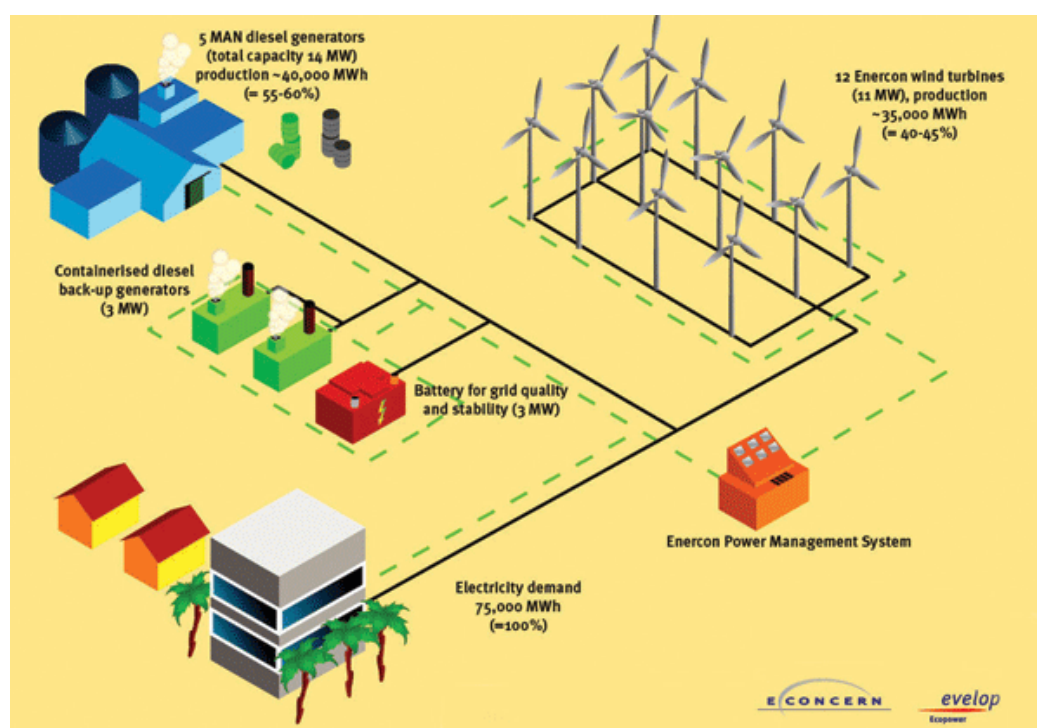 5 MAN diesel generators
(total capacity 14 MW)
production ~40,000 MWh
(= 55-60%)
12 Enercon wind turbines
(11 MW), production
~35,000 MWh
(= 40-45%)
Containerised diesel
back-up generators
(3 MW)
Battery for grid quality
and stability (3 MW)
Enercon Power Management System
Electricity demand
75,000 MWh
(=100%)
ECONCERN
evelop
Ecopower